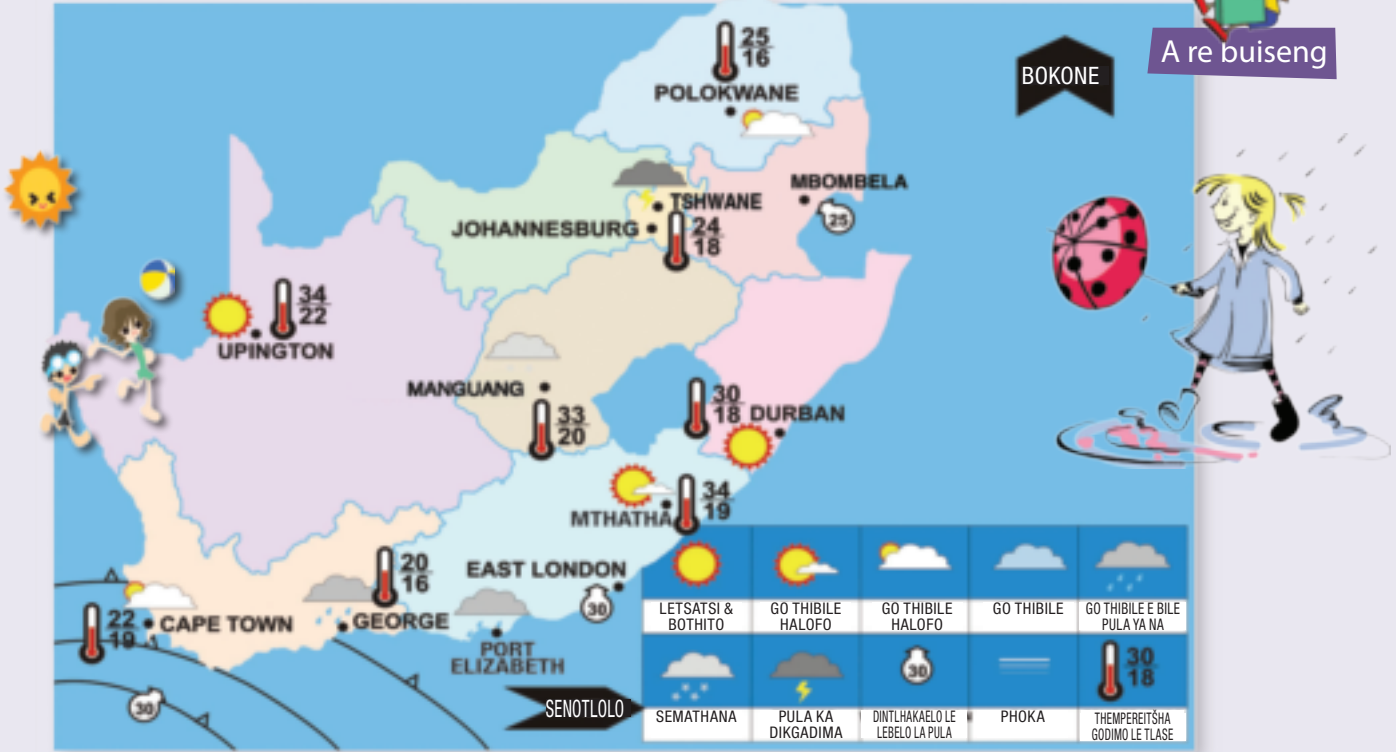 A re buiseng
BOKONE
25
16
POLOKWANE
MBOMBELA
25
TSHWANE
JOHANNESBURG
24
18
34
22
UPINGTON
MANGUANG
33
20
30
18
DURBAN
34
19
MTHATHA
20
16
EAST LONDON
30
22
19
CAPE TOWN
GEORGE
PORT
ELIZABETH
30
SENOTLOLO
LETSATSI &
BOTHITO
GO THIBILE
HALOFO
GO THIBILE
HALOFO
GO THIBILE
GO THIBILE E BILE
PULA YA NA
30
30
18
SEMATHANA
PULA KA
DIKGADIMA
DINTLHAKAELO LE
LEBELO LA PULA
PHOKA
THEMPEREITŠHA
GODIMO LE TLASE